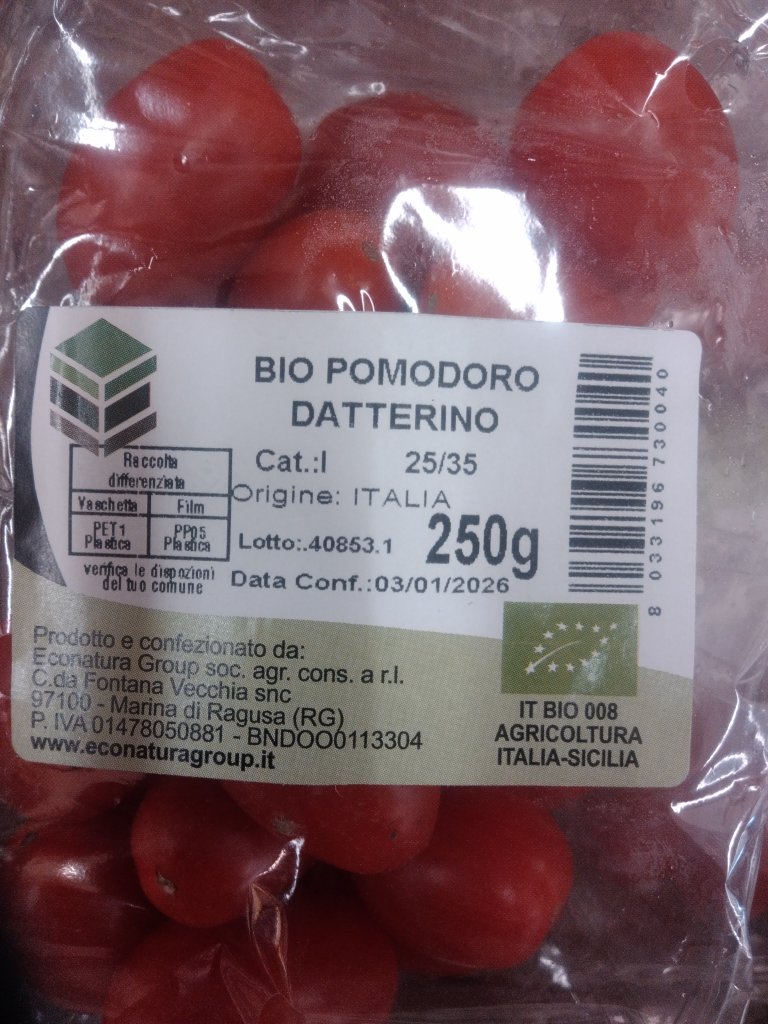 BIO POMODORO
DATTERINO
Cat.:I 25/35
Origine: ITALIA
Lotto:.40853.1
250g
Data Conf.:03/01/2026
Raccolta
differenziata
Vaschetta Film
PET1 PP05
Plastica Plastica
verifica le dispozioni
del tuo comune
8 033196 730040
Prodotto e confezionato da:
Econatura Group soc. agr. cons. a r.l.
C.da Fontana Vecchia snc
97100 - Marina di Ragusa (RG)
P. IVA 01478050881 - BNDOO0113304
www.econaturagroup.it
IT BIO 008
AGRICOLTURA
ITALIA-SICILIA